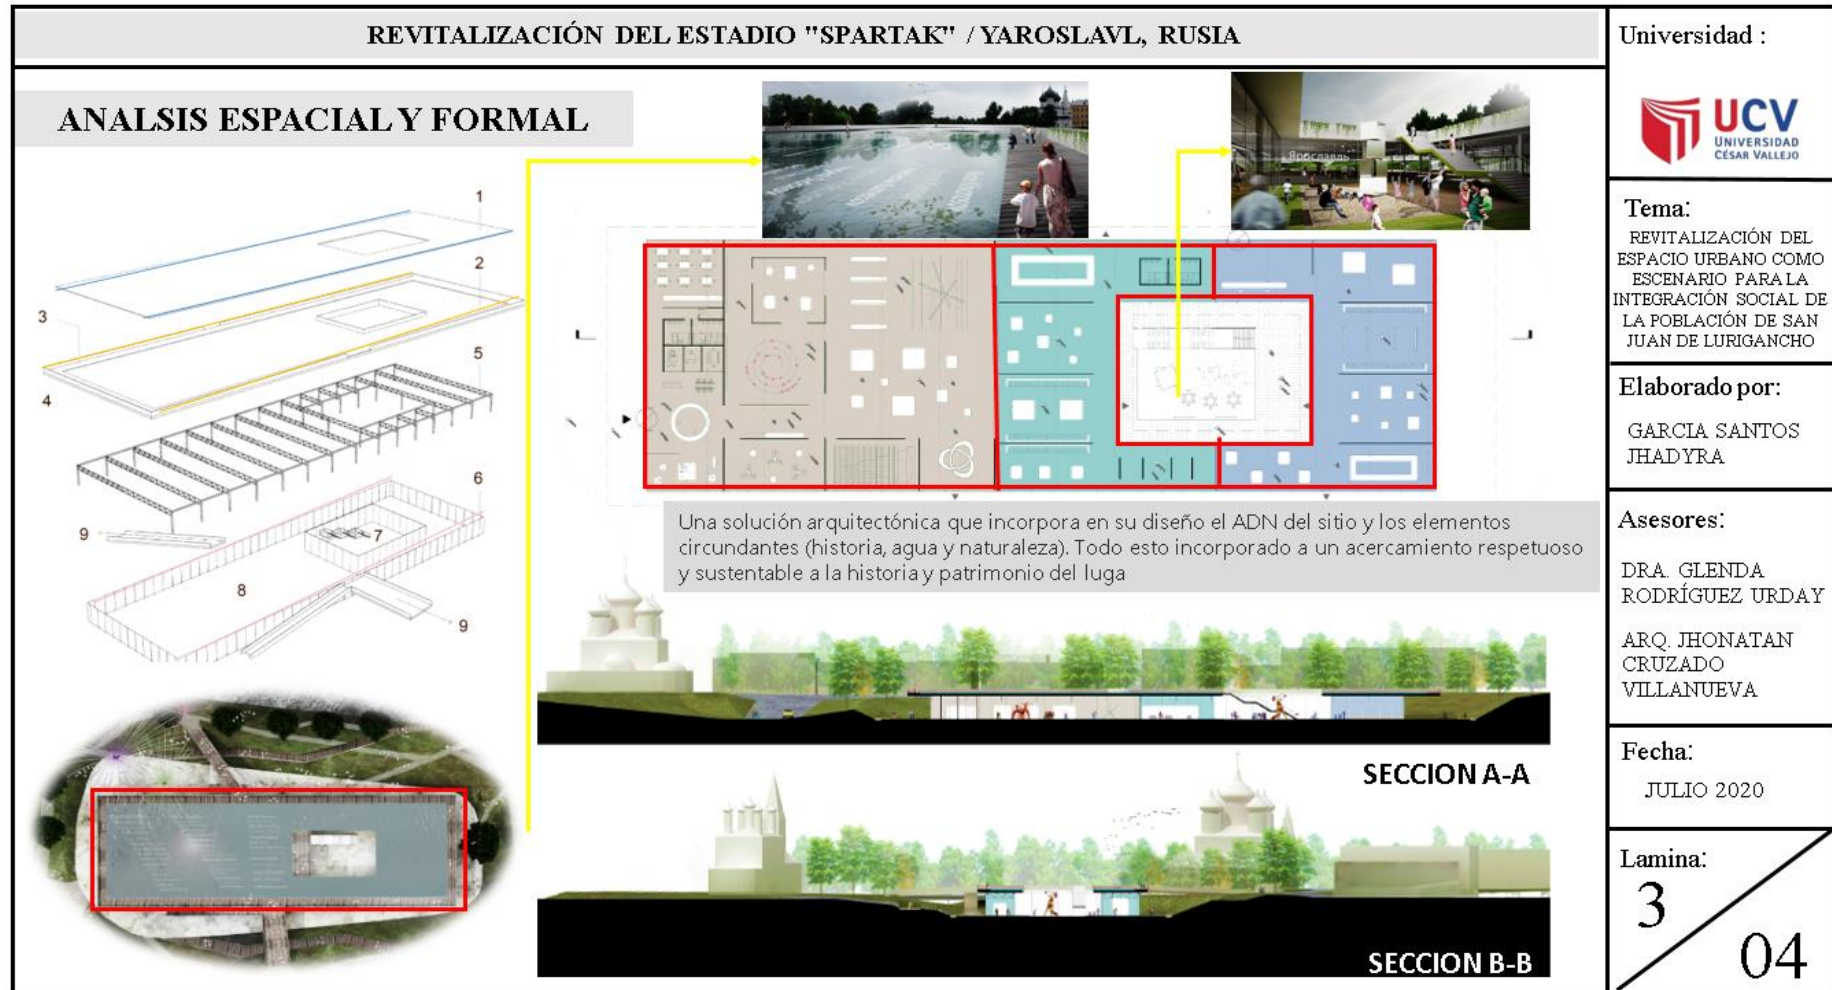 REVITALIZACIÓN DEL ESTADIO "SPARTAK" / YAROSLAVL, RUSIA
ANALSIS ESPACIAL Y FORMAL
1
2
3
4
5
6
7
8
9
9
Ярославль
Una solución arquitectónica que incorpora en su diseño el ADN del sitio y los elementos
circundantes (historia, agua y naturaleza). Todo esto incorporado a un acercamiento respetuoso
y sustentable a la historia y patrimonio del luga
SECCION A-A
SECCION B-B
Universidad :
UCV
UNIVERSIDAD
CÉSAR VALLEJO
Tema:
REVITALIZACIÓN DEL
ESPACIO URBANO COMO
ESCENARIO PARA LA
INTEGRACIÓN SOCIAL DE
LA POBLACIÓN DE SAN
JUAN DE LURIGANCHO
Elaborado por:
GARCIA SANTOS
JHADYRA
Asesores:
DRA. GLENDA
RODRÍGUEZ URDAY
ARQ. JHONATAN
CRUZADO
VILLANUEVA
Fecha:
JULIO 2020
Lamina:
3
04